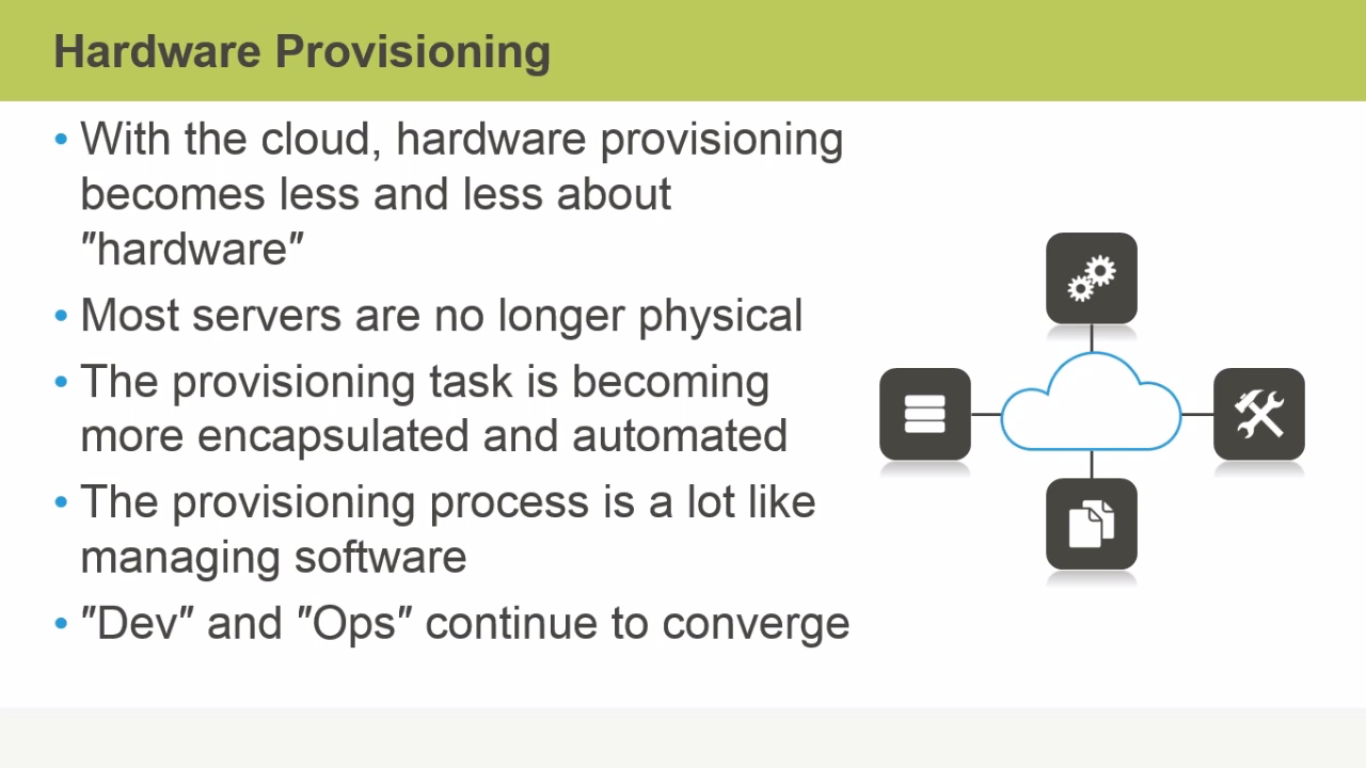 Hardware Provisioning
• With the cloud, hardware provisioning
becomes less and less about
"hardware"
• Most servers are no longer physical
• The provisioning task is becoming
more encapsulated and automated
• The provisioning process is a lot like
managing software
• "Dev" and "Ops" continue to converge